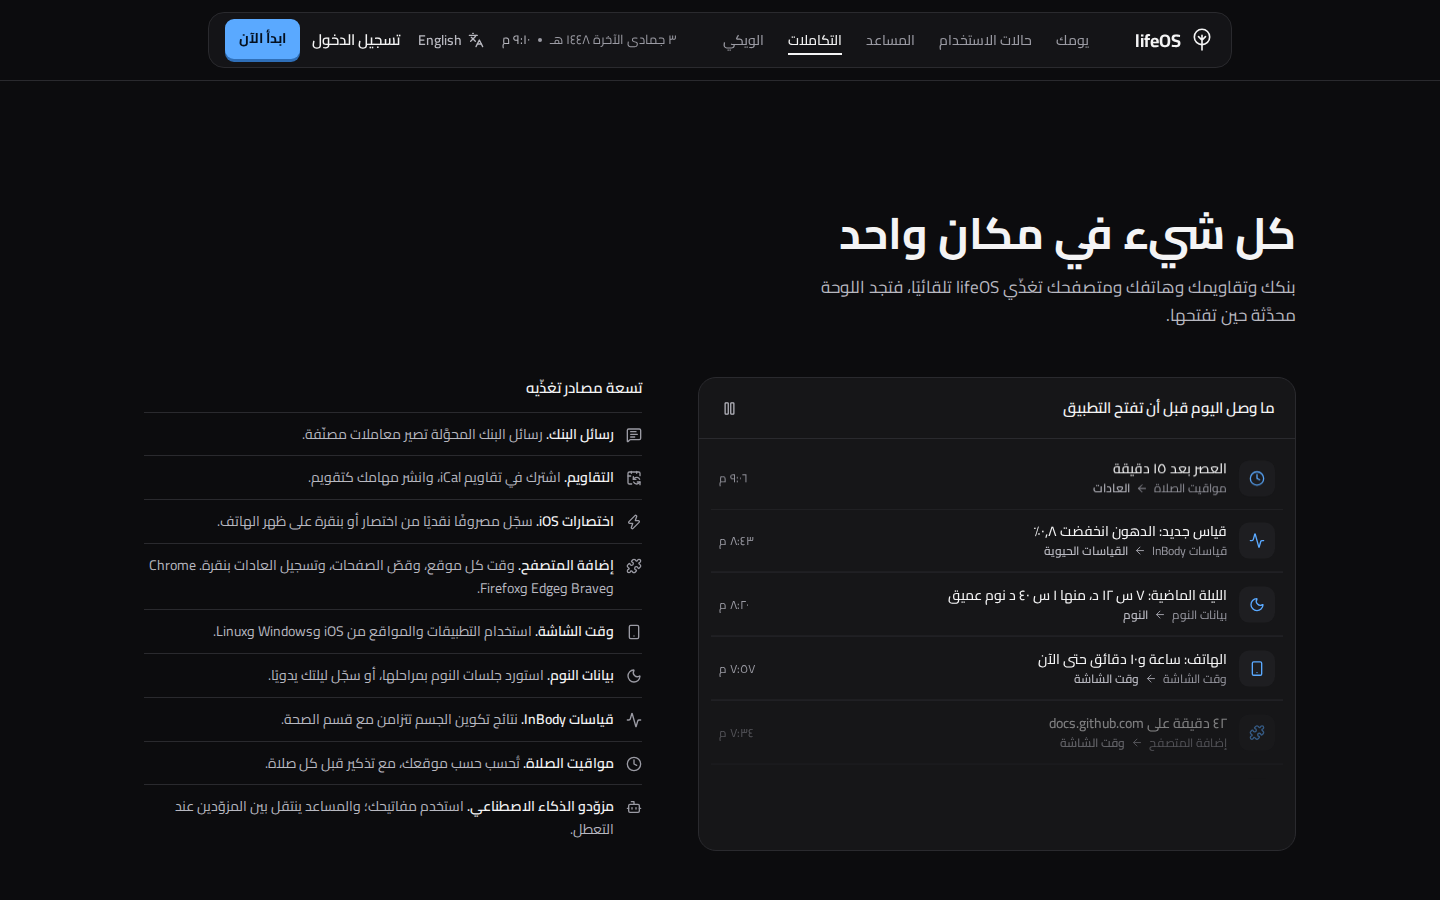 lifeOS
يومك
حالات الاستخدام
المساعد
التكاملات
الويكي
٣ جمادى الآخرة ١٤٤٨ هـ • ٩:١٠ م
English
تسجيل الدخول
ابدأ الآن
كل شيء في مكان واحد
بنكك وتقاويمك وهاتفك ومتصفحك تغذّي lifeOS تلقائيًا، فتجد اللوحة
محدَّثة حين تفتحها.
ما وصل اليوم قبل أن تفتح التطبيق
العصر بعد ١٥ دقيقة
مواقيت الصلاة ← العادات
٩:٠٦ م
قياس جديد: الدهون انخفضت ٠٫٨٪
قياسات InBody ← القياسات الحيوية
٨:٤٣ م
الليلة الماضية: ٧ س ١٢ د، منها ١ س ٤٠ د نوم عميق
بيانات النوم ← النوم
٨:٢٠ م
الهاتف: ساعة و١٠ دقائق حتى الآن
وقت الشاشة ← وقت الشاشة
٧:٥٧ م
٤٢ دقيقة على docs.github.com
إضافة المتصفح ← وقت الشاشة
٧:٣٤ م
تسعة مصادر تغذّيه
رسائل البنك. رسائل البنك المحوَّلة تصير معاملات مصنّفة.
التقاويم. اشترك في تقاويم iCal، وانشر مهامك كتقويم.
اختصارات iOS. سجّل مصروفًا نقديًا من اختصار أو بنقرة على ظهر الهاتف.
إضافة المتصفح. وقت كل موقع، وقصّ الصفحات، وتسجيل العادات بنقرة. Chrome
وBrave وEdge وFirefox.
وقت الشاشة. استخدام التطبيقات والمواقع من iOS وWindows وLinux.
بيانات النوم. استورد جلسات النوم بمراحلها، أو سجّل ليلتك يدويًا.
قياسات InBody. نتائج تكوين الجسم تتزامن مع قسم الصحة.
مواقيت الصلاة. تُحسب حسب موقعك، مع تذكير قبل كل صلاة.
مزوّدو الذكاء الاصطناعي. استخدم مفاتيحك؛ والمساعد ينتقل بين المزوّدين عند
التعطل.